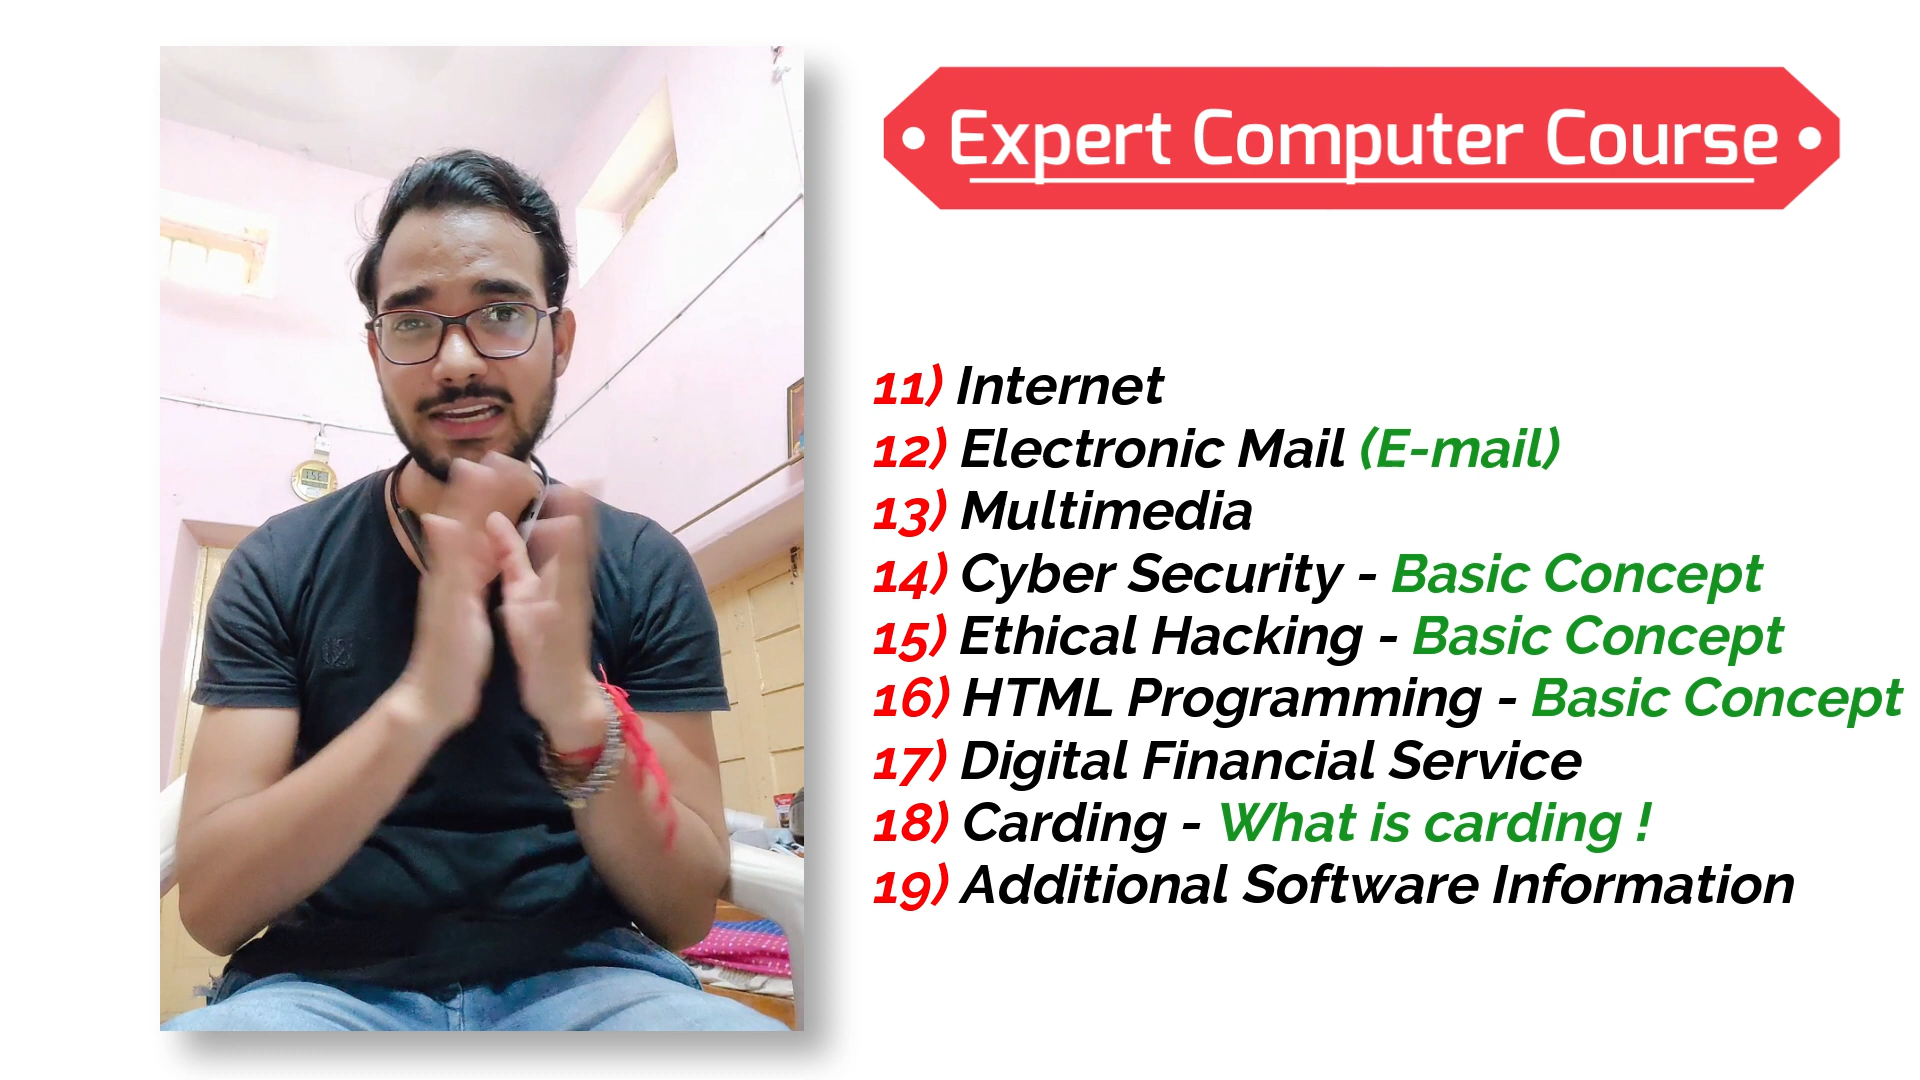 Expert Computer Course
11) Internet
12) Electronic Mail (E-mail)
13) Multimedia
14) Cyber Security - Basic Concept
15) Ethical Hacking - Basic Concept
16) HTML Programming - Basic Concept
17) Digital Financial Service
18) Carding - What is carding !
19) Additional Software Information